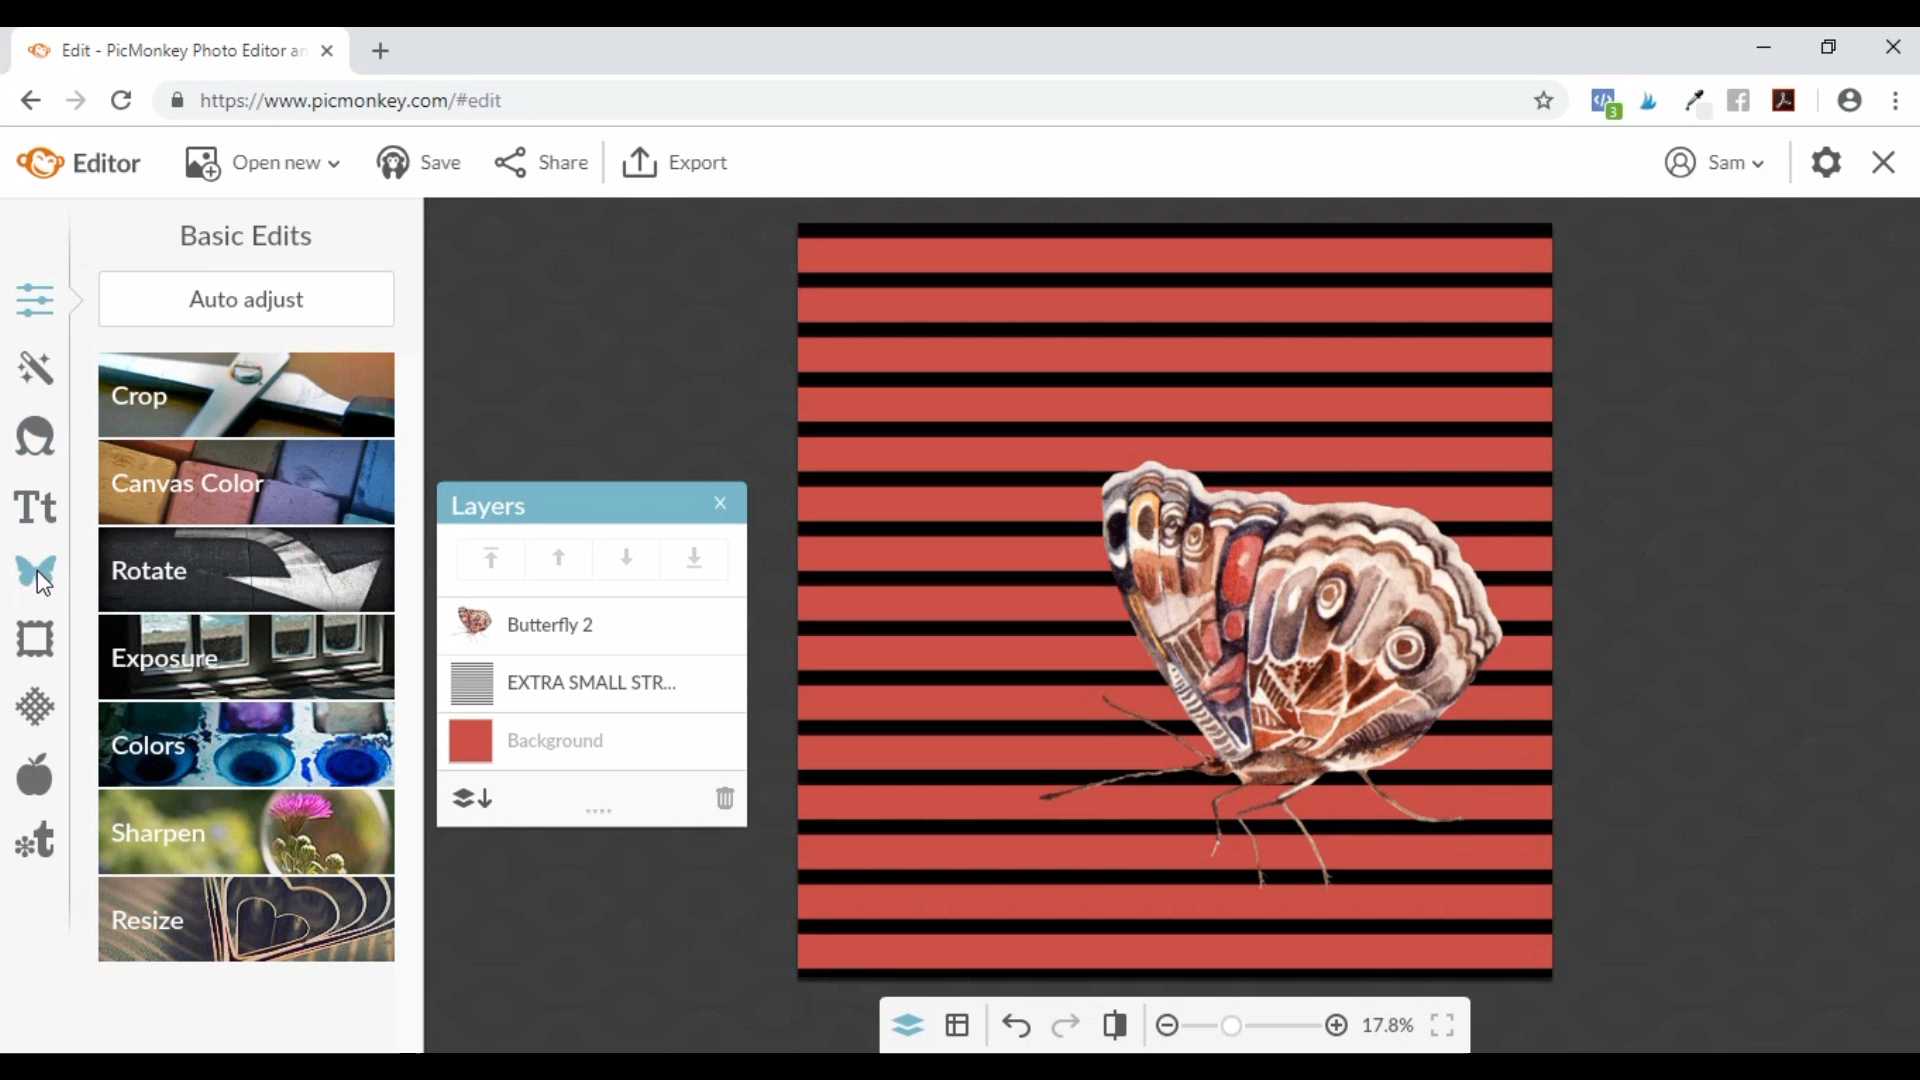 Edit - PicMonkey Photo Editor an
https://www.picmonkey.com/#edit
3
Editor
Open new
Save
Share
Export
Sam
Basic Edits
Auto adjust
Crop
Canvas Color
Rotate
Exposure
Colors
Sharpen
Resize
Tt
t
Layers
Butterfly 2
EXTRA SMALL STR...
Background
17.8%